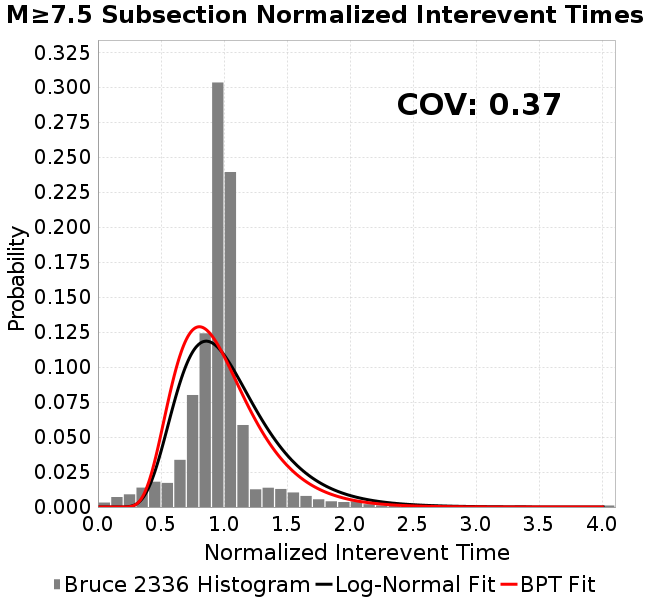 M≥7.5 Subsection Normalized Interevent Times
COV: 0.37
Probability
0.325
0.300
0.275
0.250
0.225
0.200
0.175
0.150
0.125
0.100
0.075
0.050
0.025
0.000
0.0 0.5 1.0 1.5 2.0 2.5 3.0 3.5 4.0
Normalized Interevent Time
Bruce 2336 Histogram Log-Normal Fit BPT Fit